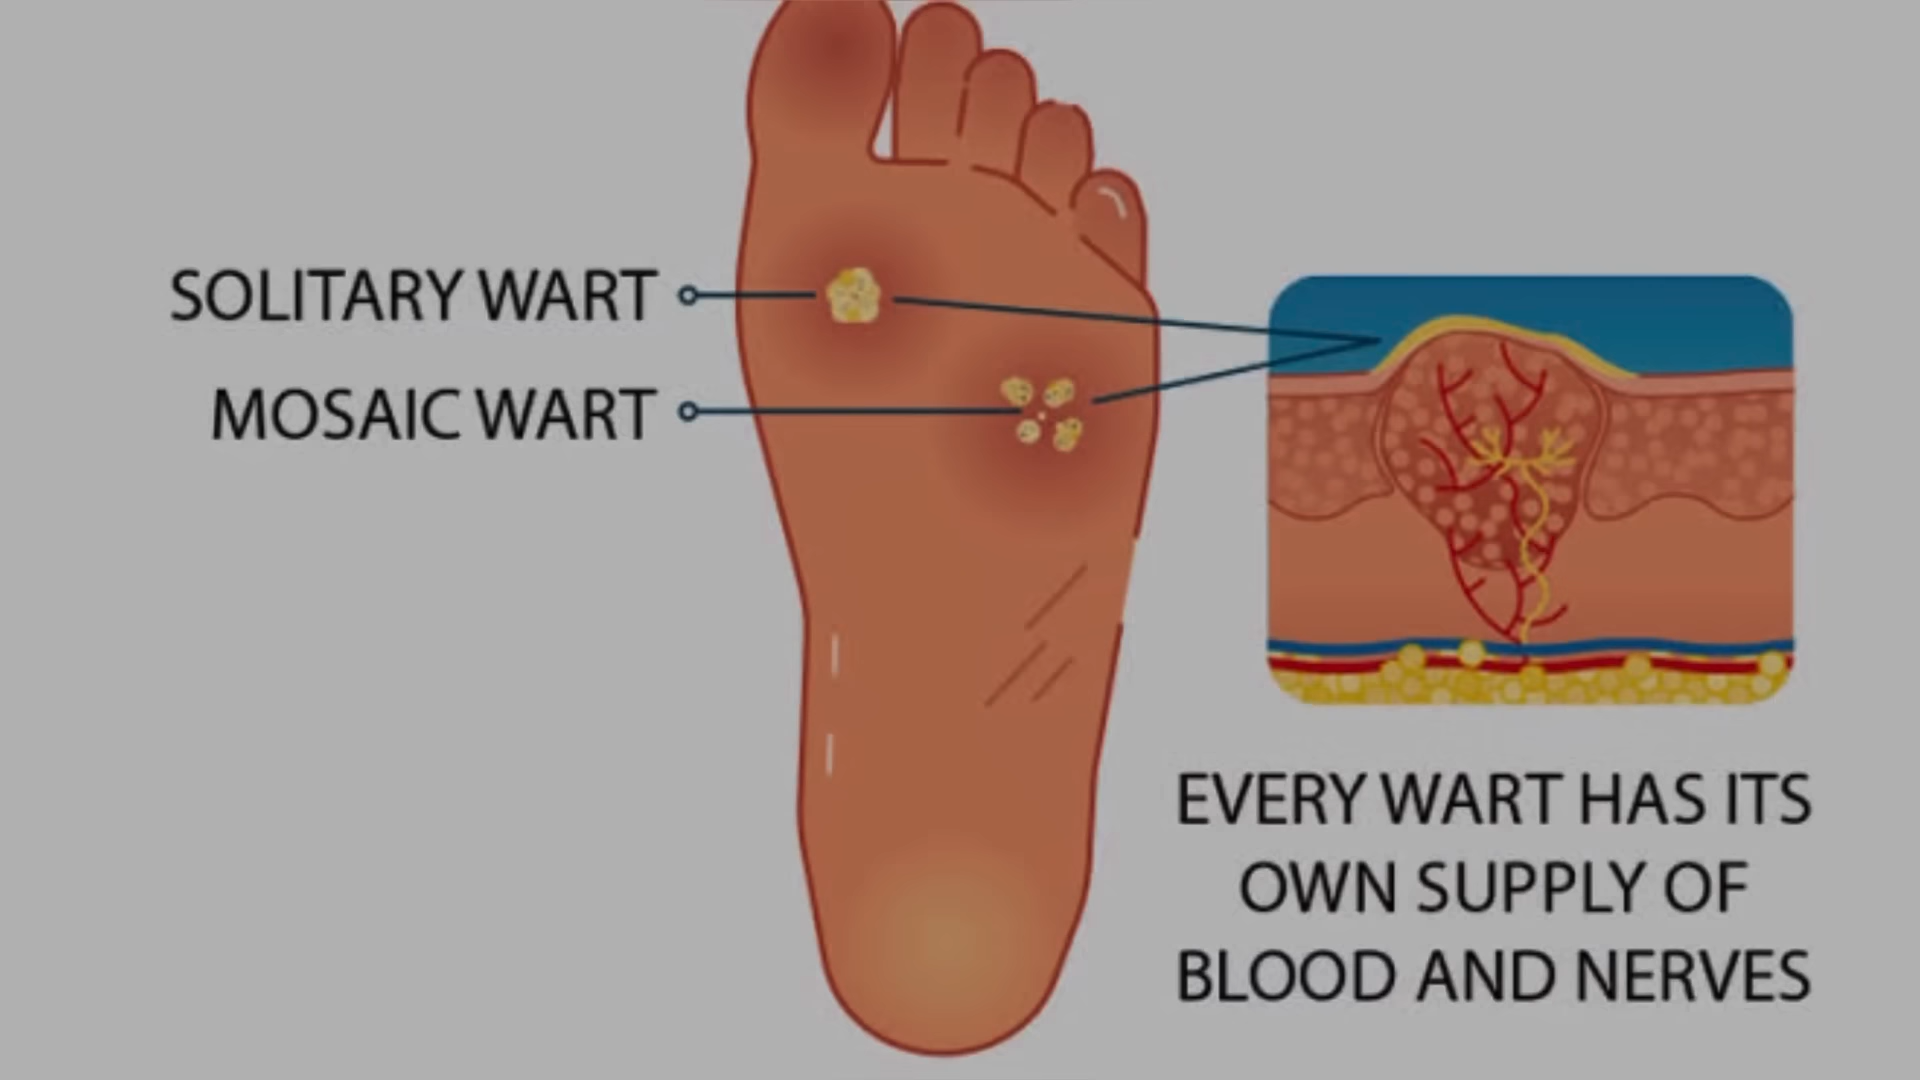 SOLITARY WART
MOSAIC WART
EVERY WART HAS ITS
OWN SUPPLY OF
BLOOD AND NERVES